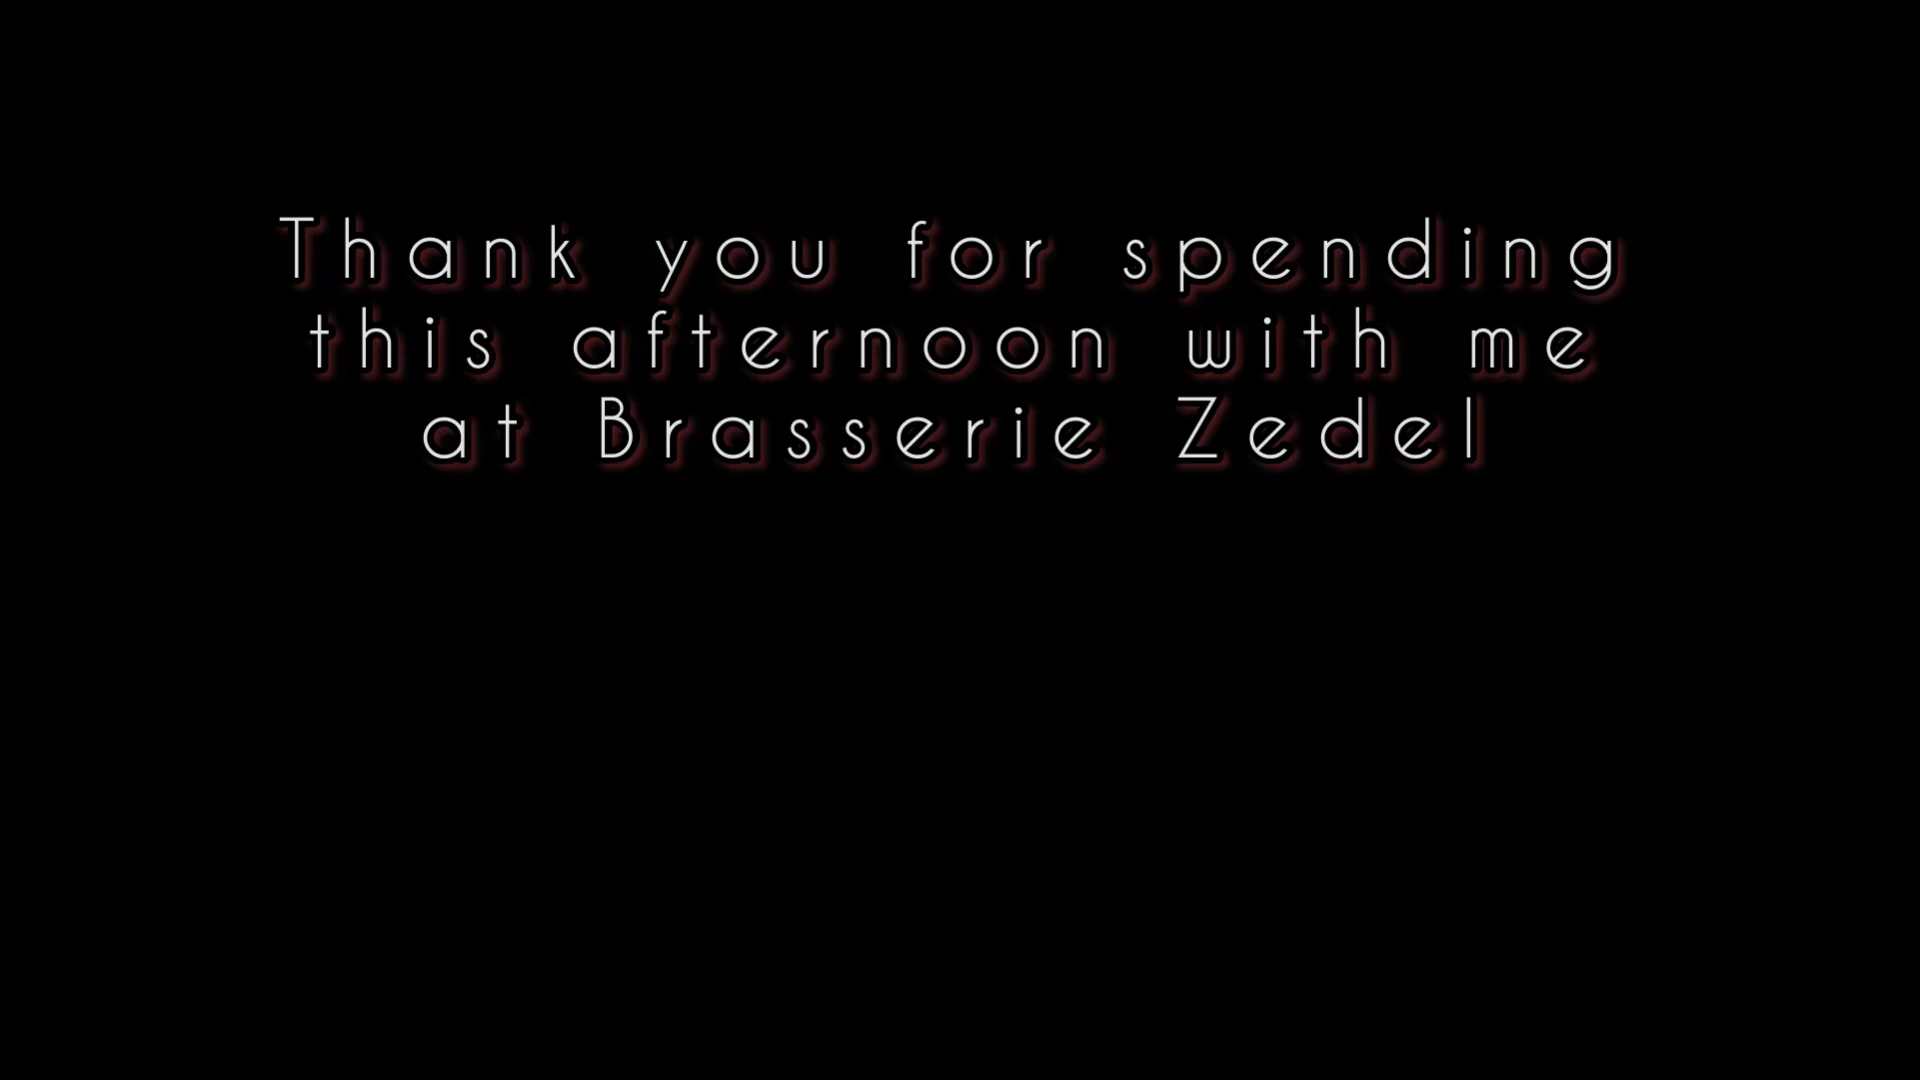 Thank you for spending
this afternoon with me
at Brasserie Zedel